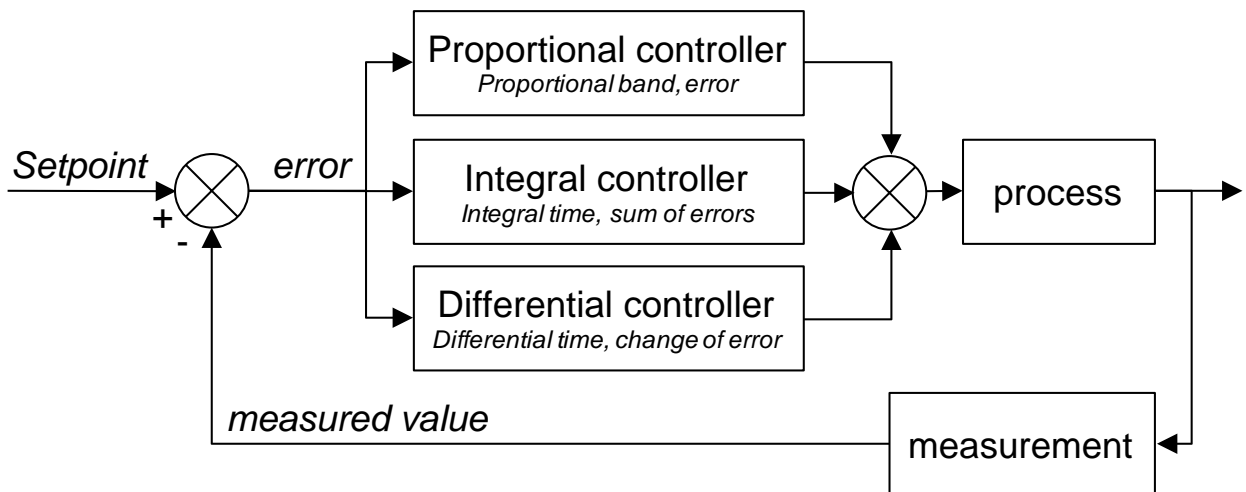 Proportional controller
Proportional band, error
Setpoint
error
Integral controller
Integral time, sum of errors
process
+
-
Differential controller
Differential time, change of error
measured value
measurement